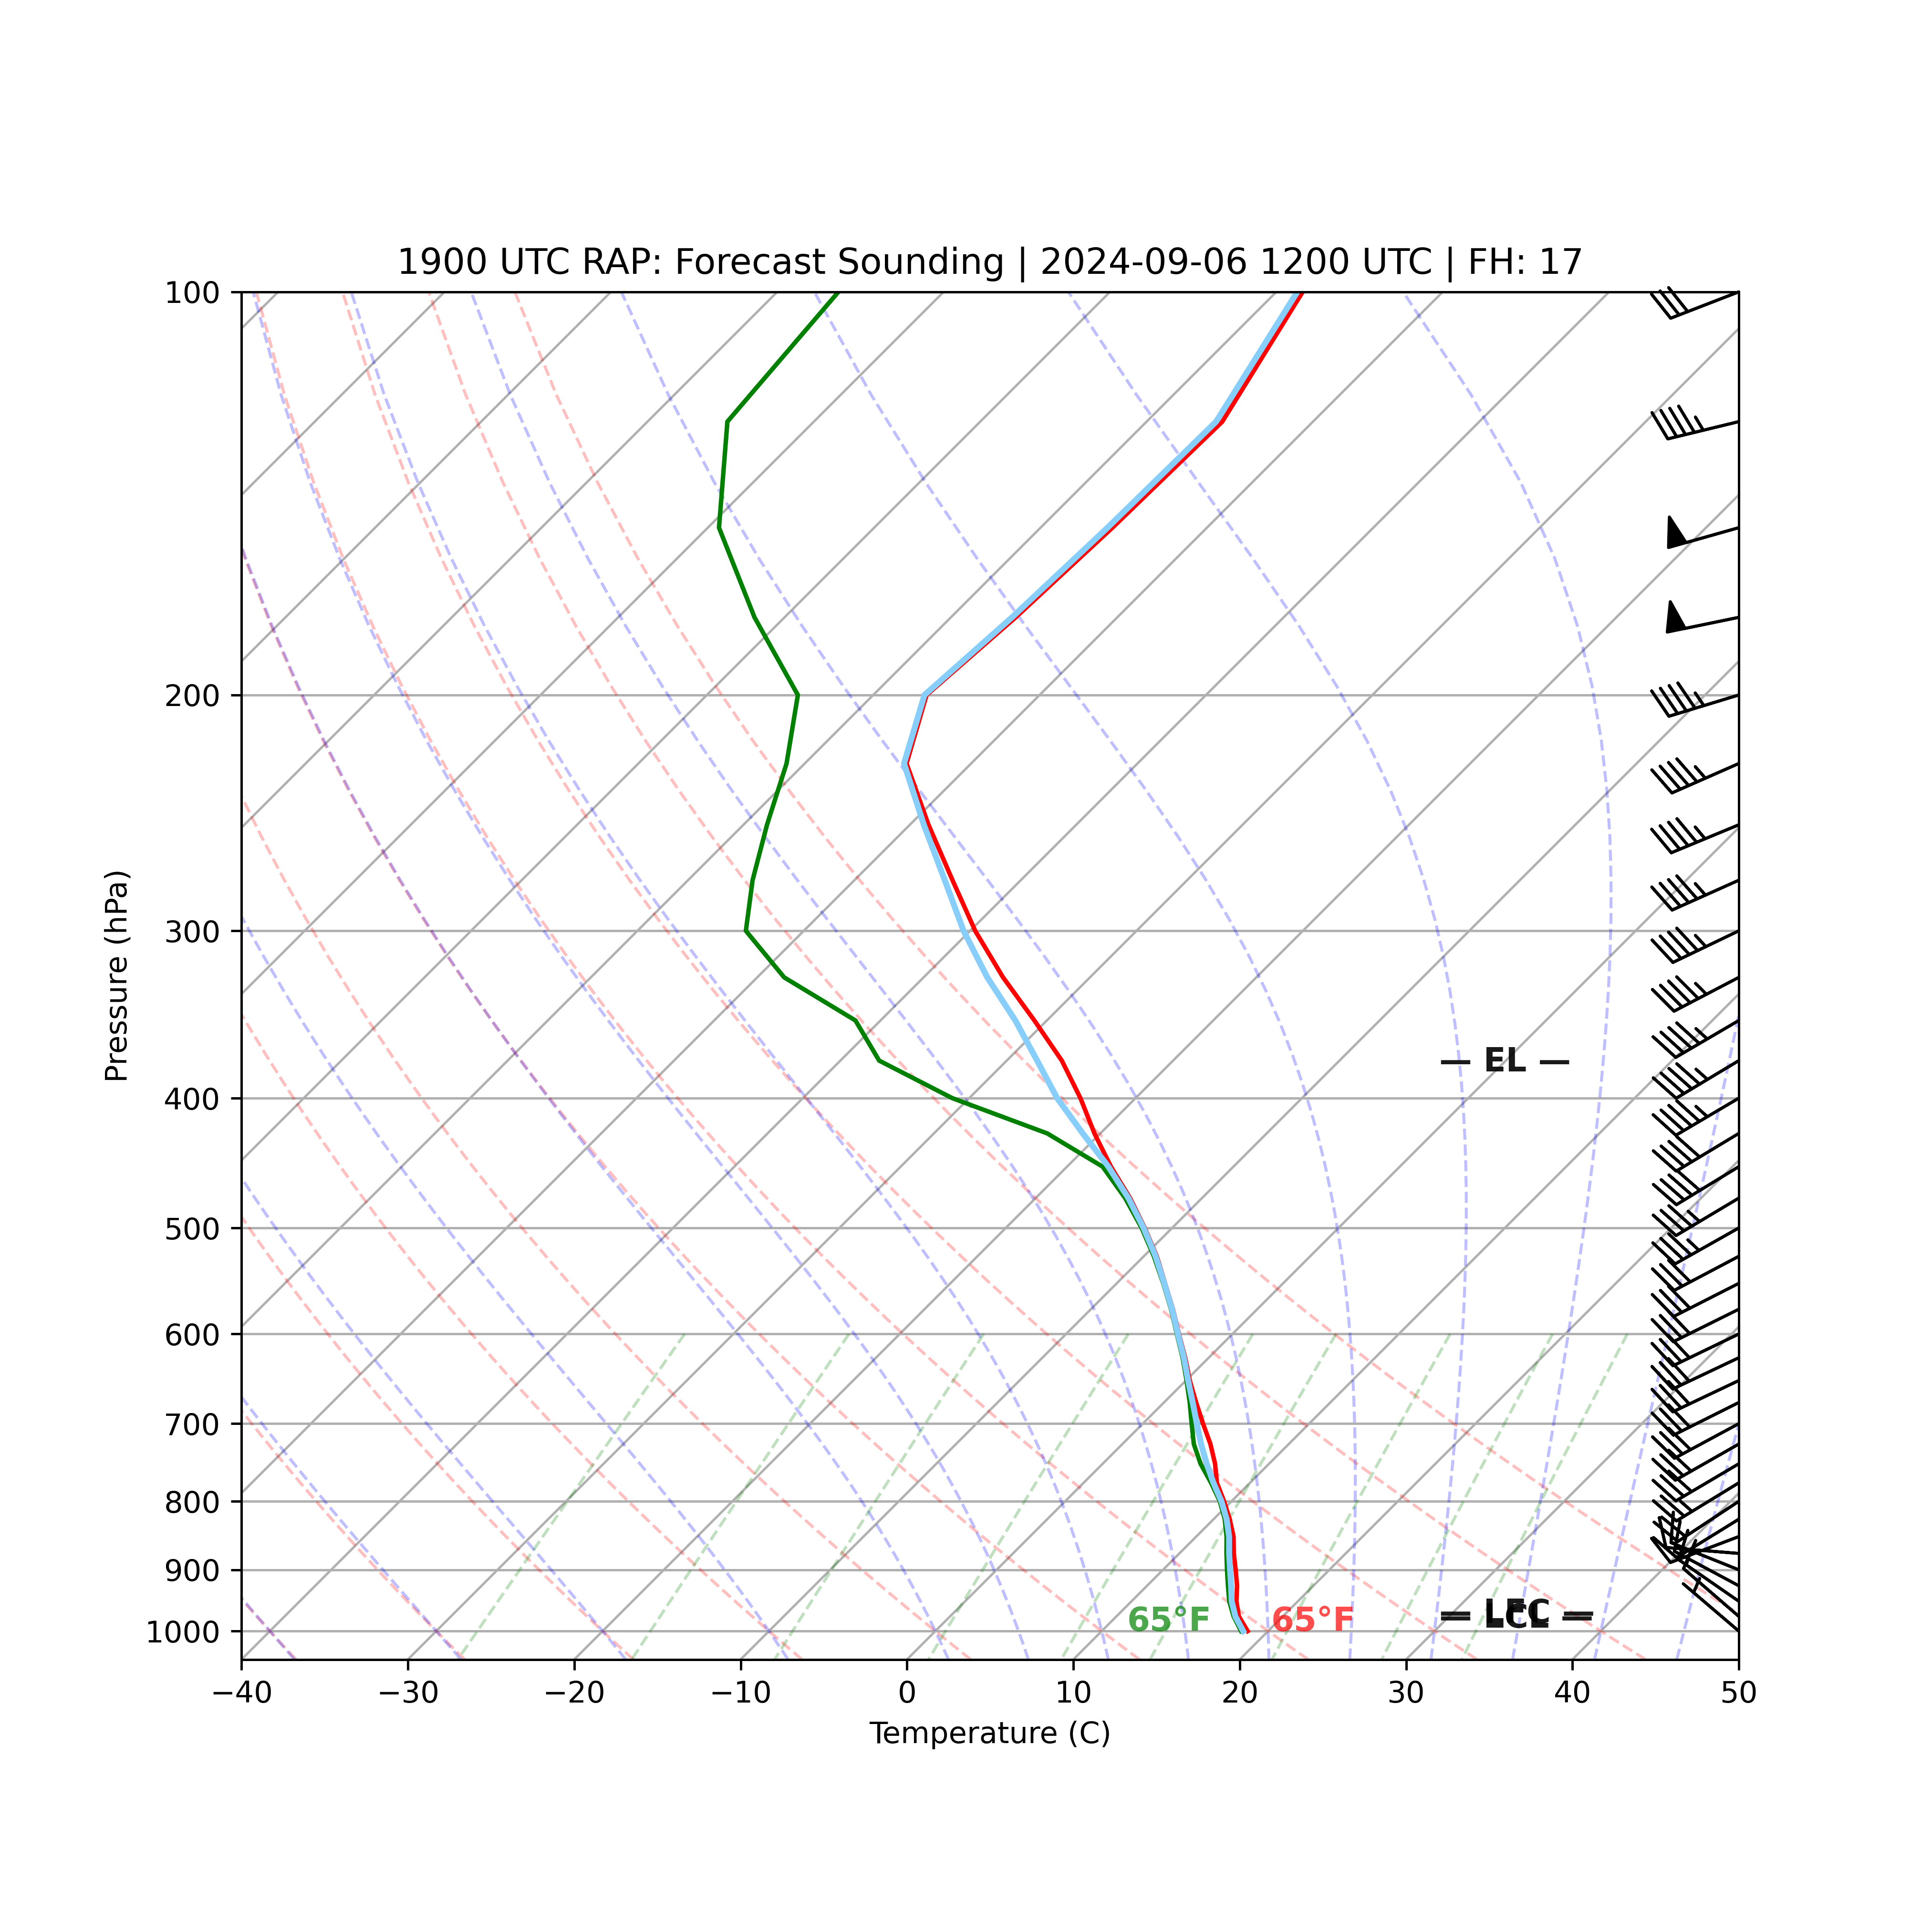 1900 UTC RAP: Forecast Sounding | 2024-09-06 1200 UTC | FH: 17
100
200
300
400
500
600
700
800
900
1000
Pressure (hPa)
— EL —
— LFC —
— LCL —
65°F 65°F
−40 −30 −20 −10 0 10 20 30 40 50
Temperature (C)